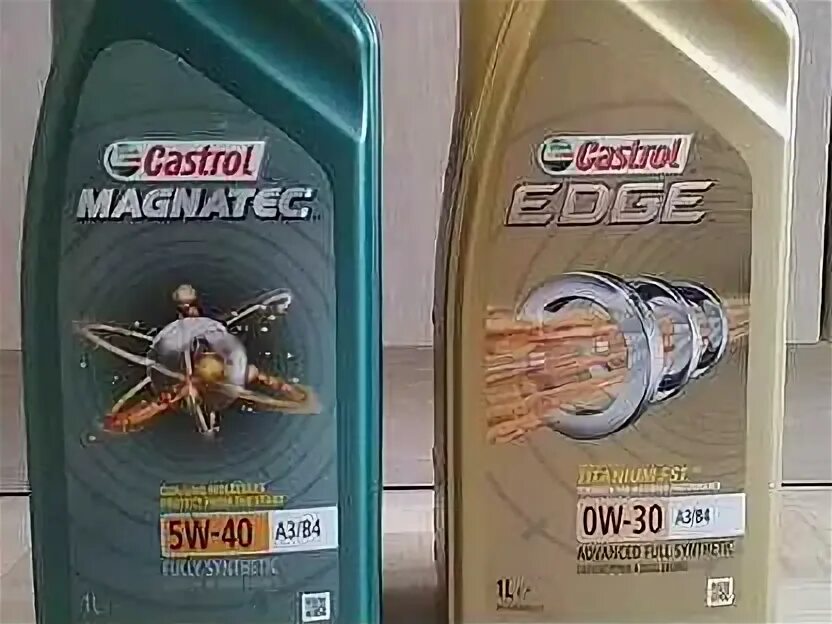 Castrol
MAGNATEC
5W-40 A3/B4
FULLY SYNTHETIC
1L
Castrol
EDGE
TITANIUM FST
0W-30 A3/B4
ADVANCED FULL SYNTHETIC
1L